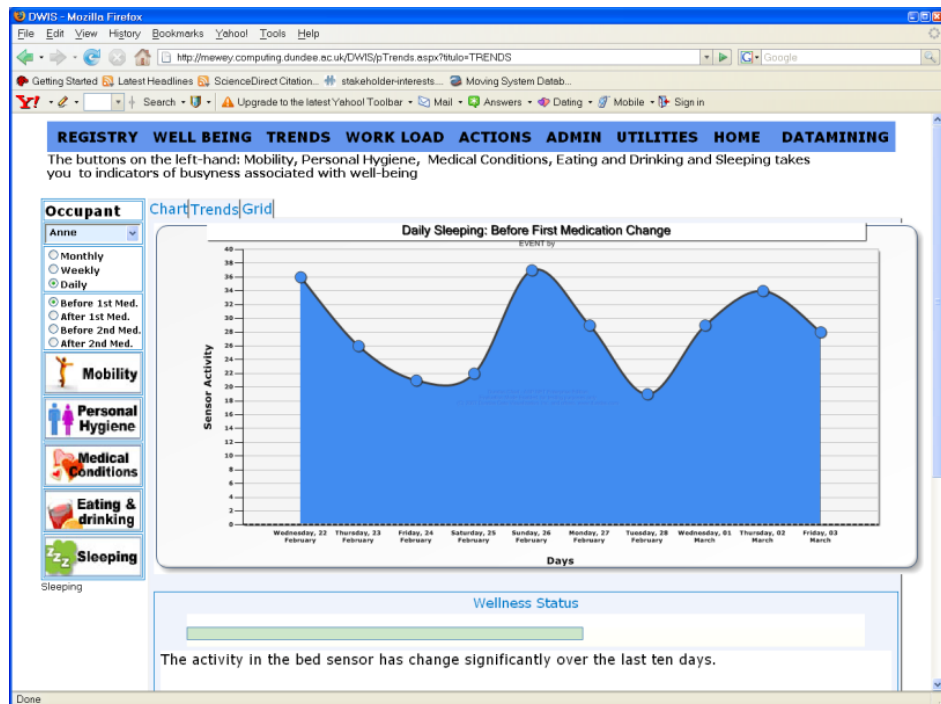 DWIS - Mozilla Firefox
File Edit View History Bookmarks Yahoo! Tools Help
http://mewey.computing.dundee.ac.uk/DWIS/pTrends.aspx?titulo=TRENDS
Google
Getting Started Latest Headlines ScienceDirect Citation... stakeholder-interests... Moving System Datab...
Y! Search Upgrade to the latest Yahoo! Toolbar Mail Answers Dating Mobile Sign in
REGISTRY WELL BEING TRENDS WORK LOAD ACTIONS ADMIN UTILITIES HOME DATAMINING
The buttons on the left-hand: Mobility, Personal Hygiene, Medical Conditions, Eating and Drinking and Sleeping takes
you to indicators of busyness associated with well-being
Occupant
Anne
Monthly
Weekly
Daily
Before 1st Med.
After 1st Med.
Before 2nd Med.
After 2nd Med.
Mobility
Personal
Hygiene
Medical
Conditions
Eating &
drinking
zzz Sleeping
Sleeping
Chart Trends Grid
Daily Sleeping: Before First Medication Change
EVENT by
Sensor Activity
40
38
36
34
32
30
28
26
24
22
20
18
16
14
12
10
8
6
4
2
0
Wednesday, 22 February
Thursday, 23 February
Friday, 24 February
Saturday, 25 February
Sunday, 26 February
Monday, 27 February
Tuesday, 28 February
Wednesday, 01 March
Thursday, 02 March
Friday, 03 March
Days
Wellness Status
The activity in the bed sensor has change significantly over the last ten days.
Done